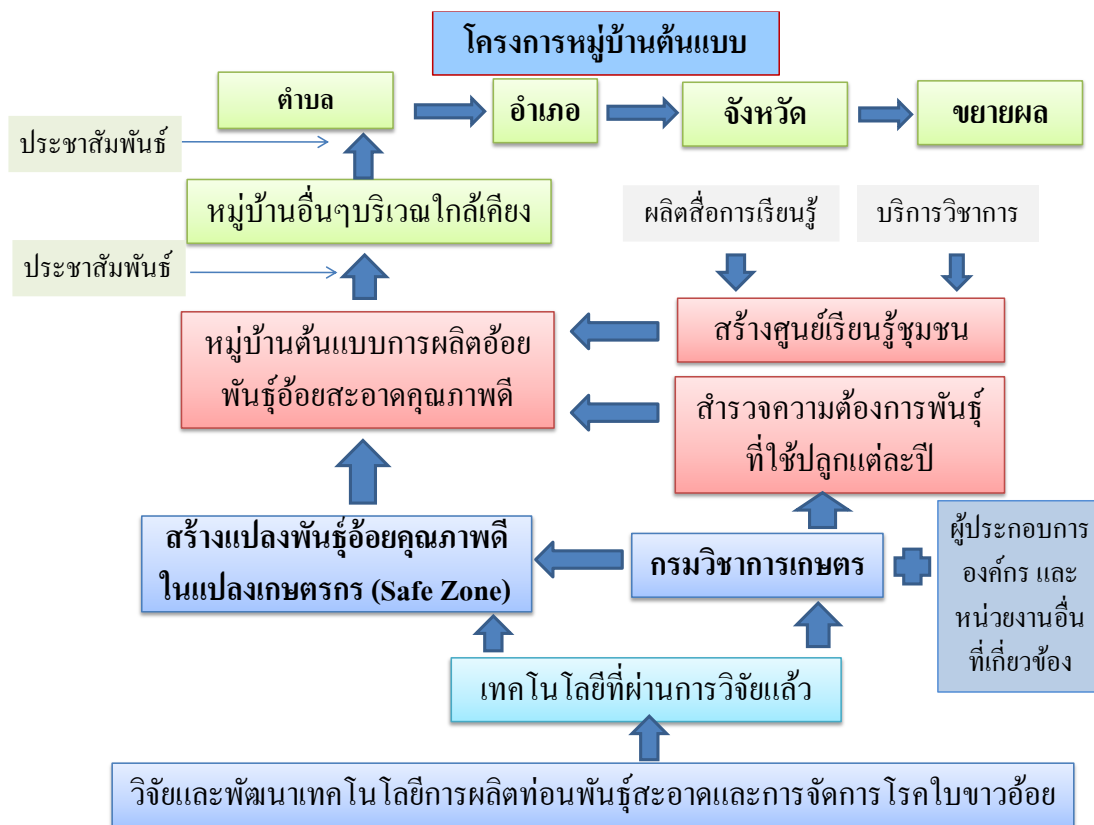 โครงการหมู่บ้านต้นแบบ
ตำบล
อำเภอ
จังหวัด
ขยายผล
ประชาสัมพันธ์
หมู่บ้านอื่นๆบริเวณใกล้เคียง
ผลิตสื่อการเรียนรู้
บริการวิชาการ
ประชาสัมพันธ์
หมู่บ้านต้นแบบการผลิตอ้อย
พันธุ์อ้อยสะอาดคุณภาพดี
สร้างศูนย์เรียนรู้ชุมชน
สำรวจความต้องการพันธุ์
ที่ใช้ปลูกแต่ละปี
สร้างแปลงพันธุ์อ้อยคุณภาพดี
ในแปลงเกษตรกร (Safe Zone)
กรมวิชาการเกษตร
ผู้ประกอบการ
องค์กร และ
หน่วยงานอื่น
ที่เกี่ยวข้อง
เทคโนโลยีที่ผ่านการวิจัยแล้ว
วิจัยและพัฒนาเทคโนโลยีการผลิตท่อนพันธุ์สะอาดและการจัดการโรคใบขาวอ้อย